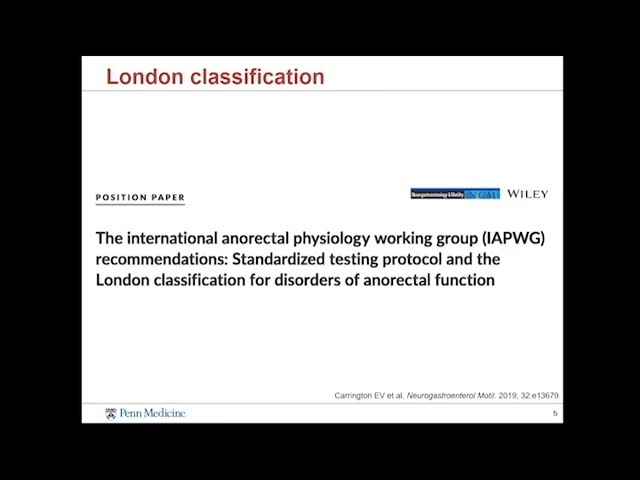 London classification
POSITION PAPER
WILEY
The international anorectal physiology working group (IAPWG)
recommendations: Standardized testing protocol and the
London classification for disorders of anorectal function
Carrington EV et al. Neurogastroenterol Motil. 2019; 32:e13679.
Penn Medicine
5